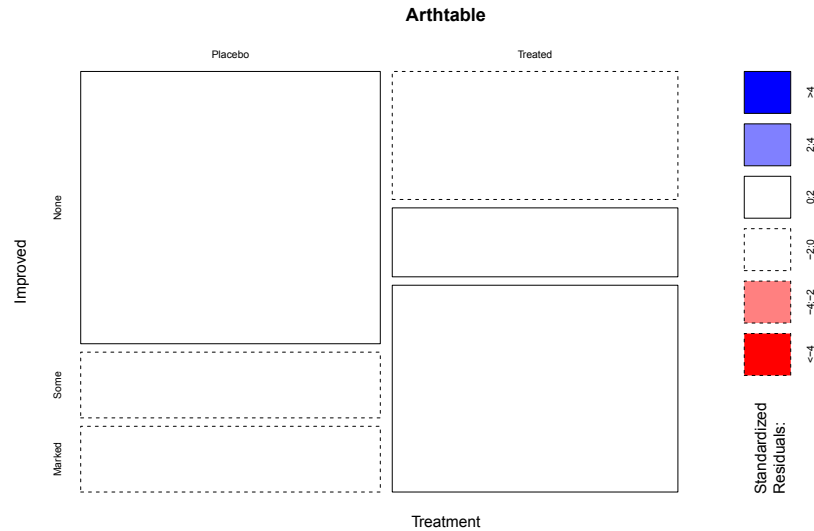 Arthtable
Placebo
Treated
None
Some
Marked
Improved
Treatment
>4
2:4
0:2
−2:0
−4:−2
<−4
Standardized
Residuals: